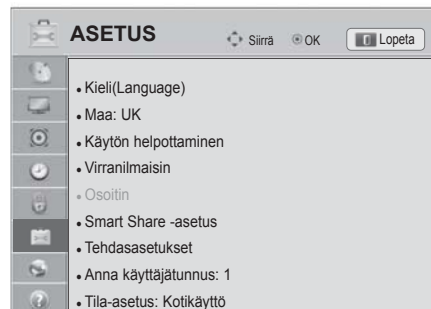 ASETUS
Siirrä
OK
Lopeta
• Kieli(Language)
• Maa: UK
• Käytön helpottaminen
• Virranilmaisin
• Osoitin
• Smart Share -asetus
• Tehdasasetukset
• Anna käyttäjätunnus: 1
• Tila-asetus: Kotikäyttö